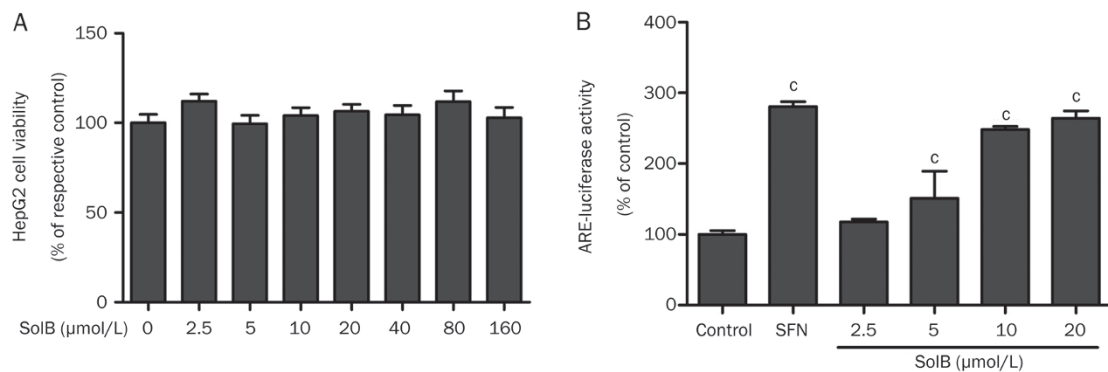 A
HepG2 cell viability
(% of respective control)
150
100
50
0
SolB (µmol/L) 0 2.5 5 10 20 40 80 160
B
ARE-luciferase activity
(% of control)
400
300
200
100
0
c
c
c
c
Control SFN 2.5 5 10 20
SolB (µmol/L)